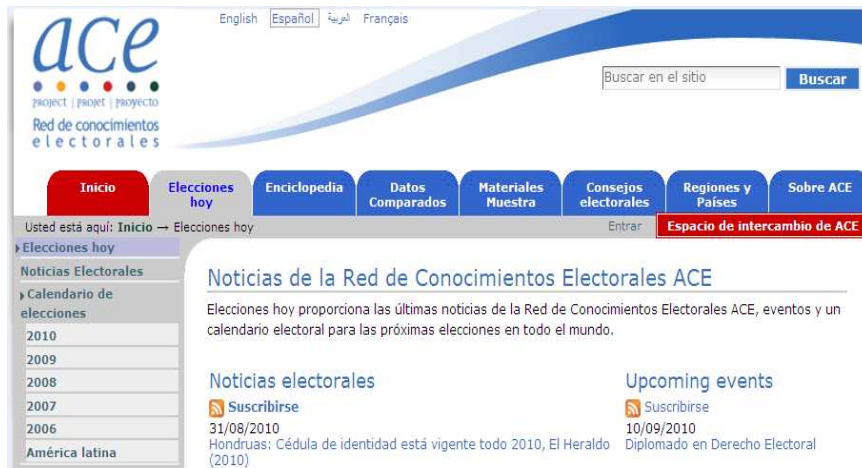 English Español العربية Français
ace
project | projet | proyecto
Red de conocimientos
electorales
Buscar en el sitio Buscar
Inicio
Elecciones
hoy
Enciclopedia
Datos
Comparados
Materiales
Muestra
Consejos
electorales
Regiones y
Países
Sobre ACE
Usted está aquí: Inicio → Elecciones hoy
Entrar Espacio de intercambio de ACE
Elecciones hoy
Noticias Electorales
Calendario de
elecciones
2010
2009
2008
2007
2006
América latina
Noticias de la Red de Conocimientos Electorales ACE
Elecciones hoy proporciona las últimas noticias de la Red de Conocimientos Electorales ACE, eventos y un
calendario electoral para las próximas elecciones en todo el mundo.
Noticias electorales
Suscribirse
31/08/2010
Hondruas: Cédula de identidad está vigente todo 2010, El Heraldo
(2010)
Upcoming events
Suscribirse
10/09/2010
Diplomado en Derecho Electoral